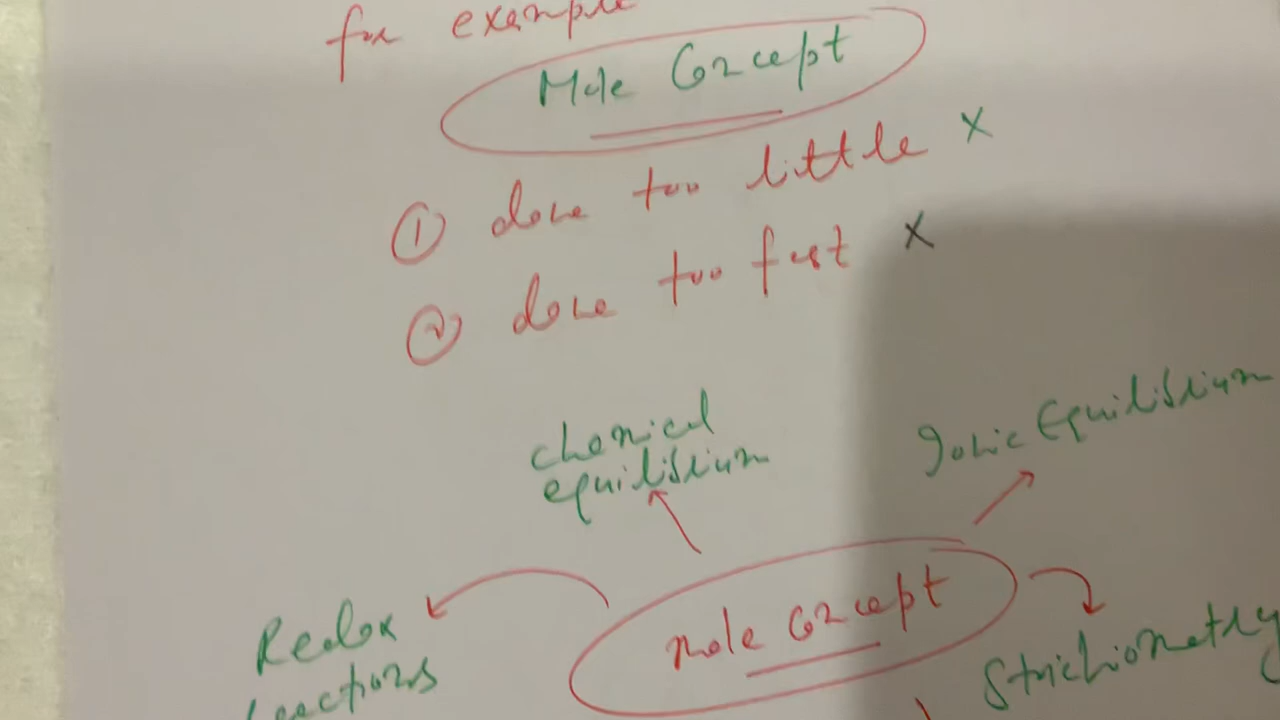 for example
Mole Concept
① done too little ×
② done too fast ×
chemical
equilibrium
Ionic Equilibrium
Mole Concept
Redox
reactions
Stoichiometry